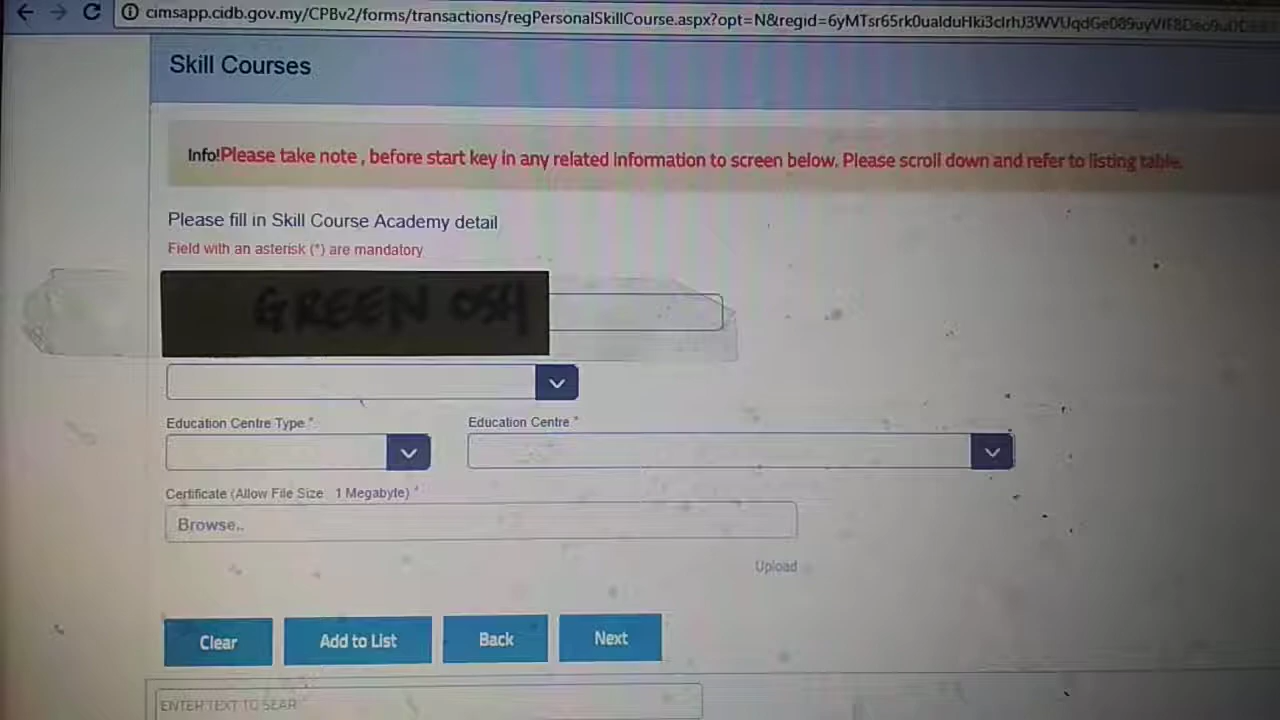 cimsapp.cidb.gov.my/CPBv2/forms/transactions/regPersonalSkillCourse.aspx?opt=N&regid=
Skill Courses
Info!Please take note , before start key in any related information to screen below. Please scroll down and refer to listing table.
Please fill in Skill Course Academy detail
Field with an asterisk (*) are mandatory
GREEN OSH
Education Centre Type * Education Centre *
Certificate (Allow File Size 1 Megabyte) *
Browse..
Upload
Clear Add to List Back Next
ENTER TEXT TO SEAR